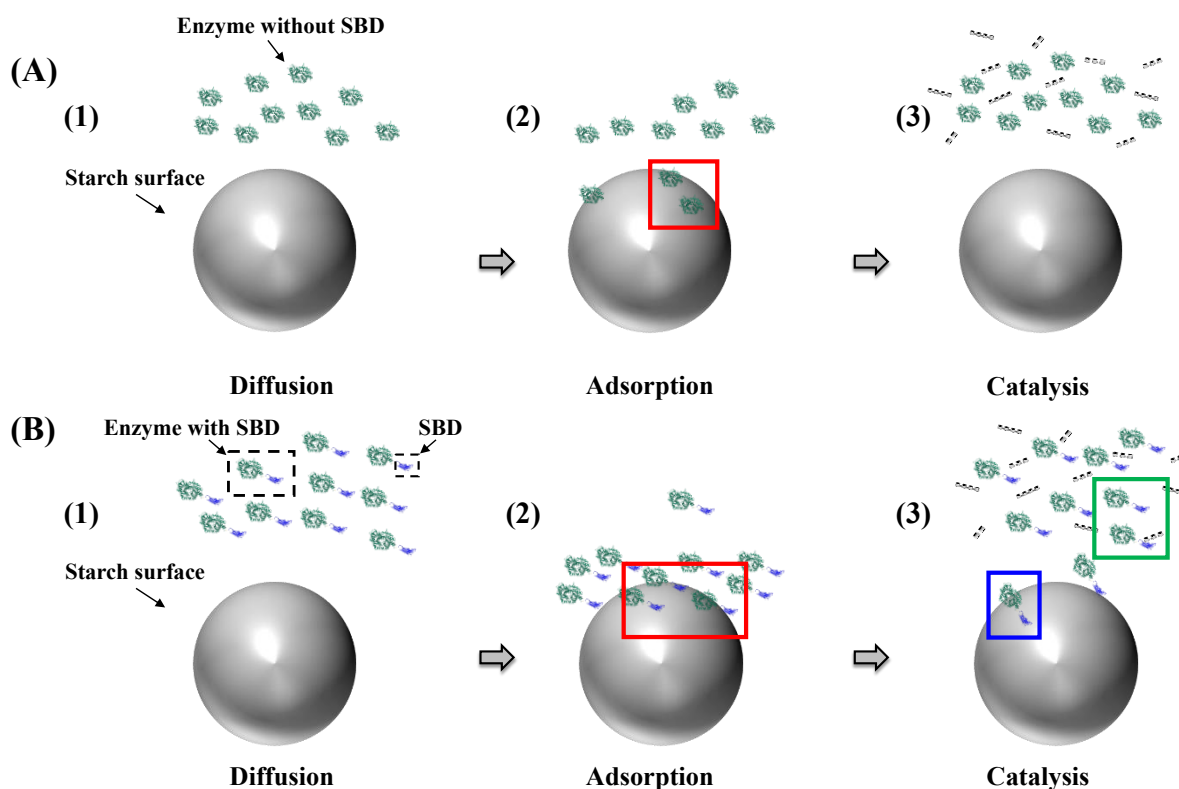 Enzyme without SBD
(A)
(1)
(2)
(3)
Starch surface
Diffusion
Adsorption
Catalysis
(B)
Enzyme with SBD
SBD
(1)
(2)
(3)
Starch surface
Diffusion
Adsorption
Catalysis